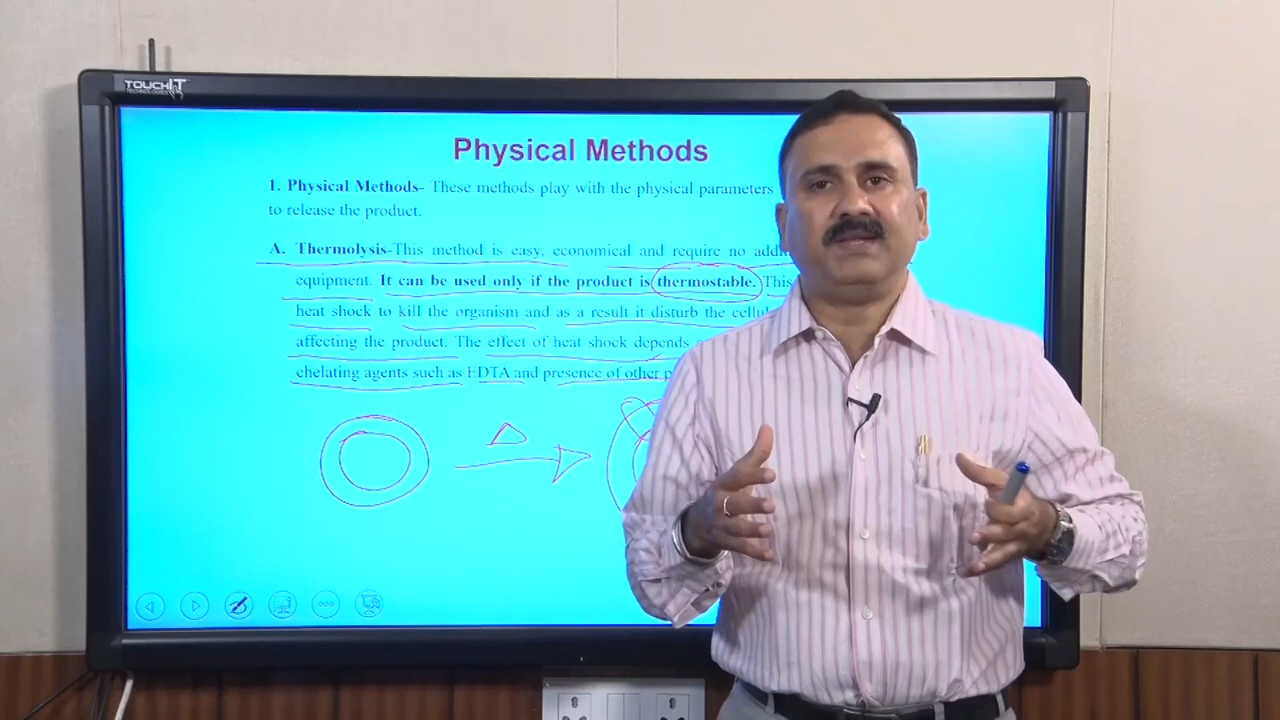 TOUCHIT
TECHNOLOGIES
Physical Methods
1. Physical Methods- These methods play with the physical parameters
to release the product.
A. Thermolysis-This method is easy, economical and require no
equipment. It can be used only if the product is thermostable. This
heat shock to kill the organism and as a result it disturb the
affecting the product. The effect of heat shock depends
chelating agents such as EDTA and presence of other